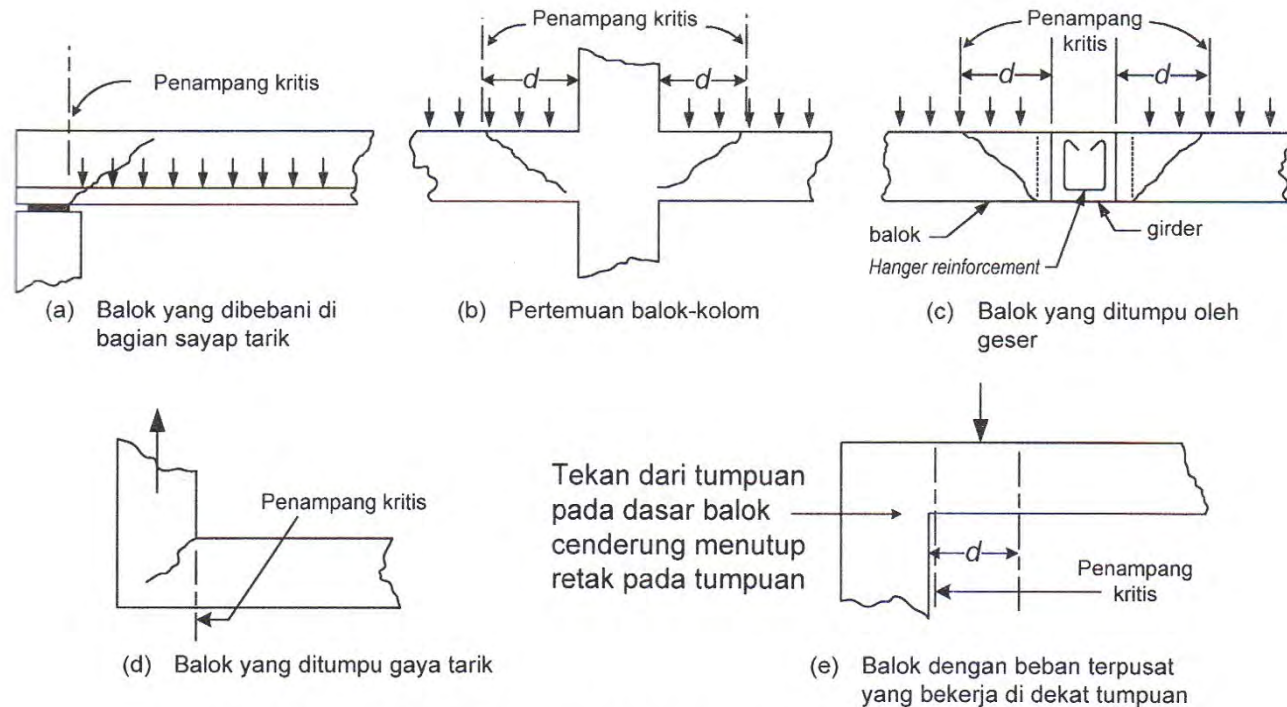 Penampang kritis
(a) Balok yang dibebani di
bagian sayap tarik
Penampang kritis
d
d
(b) Pertemuan balok-kolom
Penampang
kritis
d
d
balok
girder
Hanger reinforcement
(c) Balok yang ditumpu oleh
geser
Penampang kritis
(d) Balok yang ditumpu gaya tarik
Tekan dari tumpuan
pada dasar balok
cenderung menutup
retak pada tumpuan
d
Penampang
kritis
(e) Balok dengan beban terpusat
yang bekerja di dekat tumpuan